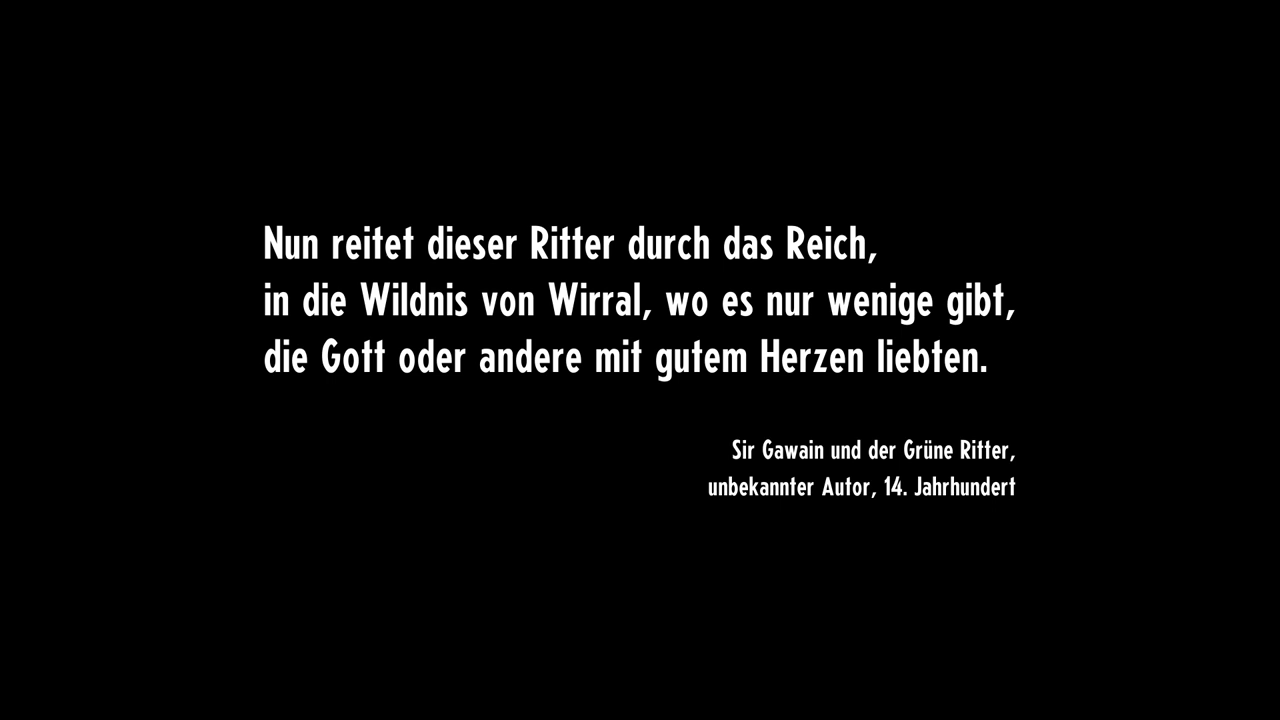 Nun reitet dieser Ritter durch das Reich,
in die Wildnis von Wirral, wo es nur wenige gibt,
die Gott oder andere mit gutem Herzen liebten.
Sir Gawain und der Grüne Ritter,
unbekannter Autor, 14. Jahrhundert